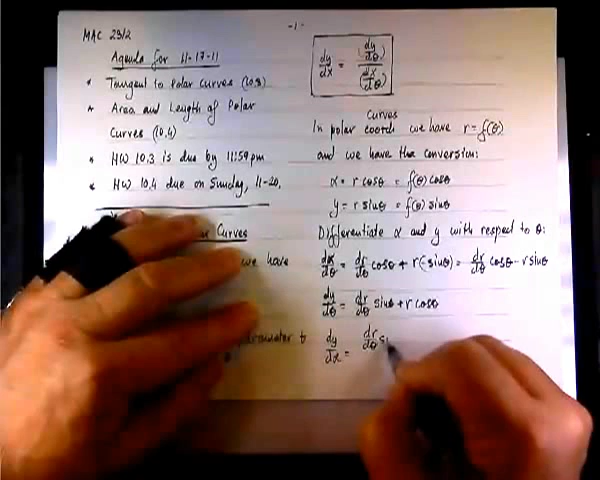 -1-
MAC 2312
Agenda for 11-17-11
* Tangent to Polar Curves (10.3)
* Area and Length of Polar
Curves (10.4)
* HW 10.3 is due by 11:59pm
* HW 10.4 due on Sunday, 11-20.
Curves
we have
parameter t
dy/dx = (dy/dθ)/(dx/dθ)
Curves
In polar coord we have r = f(θ)
and we have the conversion:
x = r cosθ = f(θ) cosθ
y = r sinθ = f(θ) sinθ
Differentiate x and y with respect to θ:
dx/dθ = dr/dθ cosθ + r(-sinθ) = dr/dθ cosθ - r sinθ
dy/dθ = dr/dθ sinθ + r cosθ
dy/dx = dr/dθ s